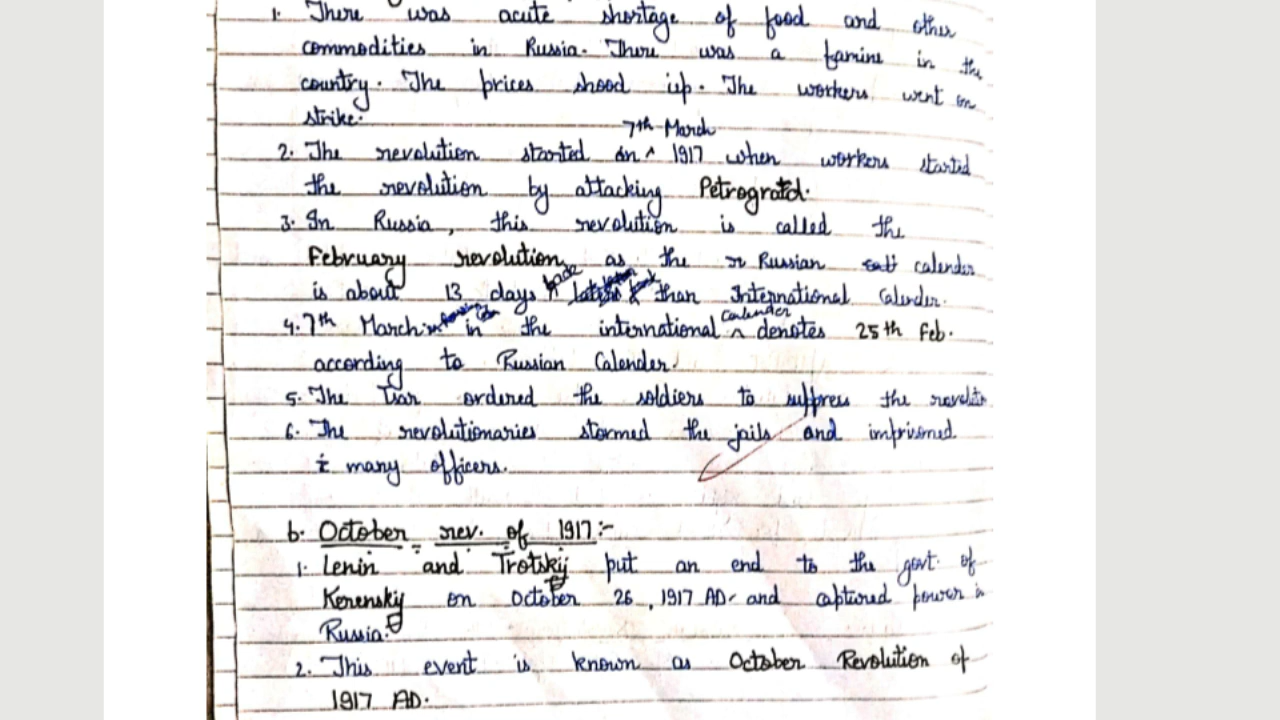 1. There was acute shortage of food and other
commodities in Russia. There was a famine in the
country. The prices shood up. The workers went on
strike.
7th March
2. The revolution started on ^ 1917 when workers started
the revolution by attacking Petrograd.
3. In Russia, this revolution is called the
February revolution as the Russian calender
is about 13 days than International Calender.
calender
4. 7th March in the international ^ denotes 25th Feb.
according to Russian Calender.
5. The Tsar ordered the soldiers to suppress the
6. The revolutionaries stormed the jails and imprisoned
many officers.
b. October rev. of 1917:-
1. Lenin and Trotskij put an end to the govt. of
Kerensky on October 26, 1917 AD. and captured power in
Russia.
2. This event is known as October Revolution of
1917 AD.